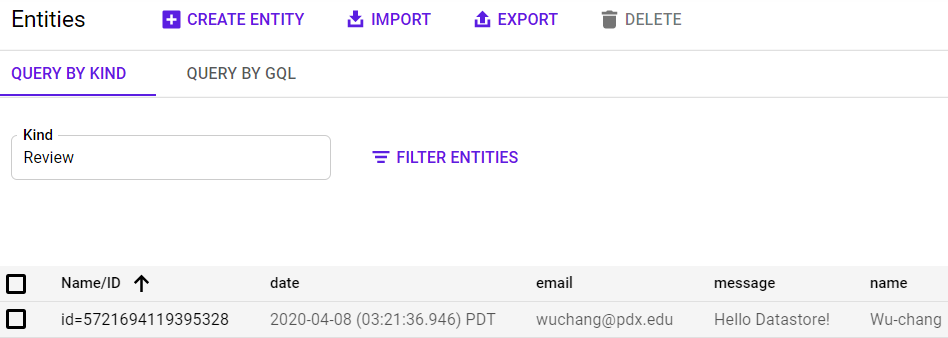 Entities CREATE ENTITY IMPORT EXPORT DELETE
QUERY BY KIND QUERY BY GQL
Kind
Review FILTER ENTITIES
Name/ID date email message name
id=5721694119395328 2020-04-08 (03:21:36.946) PDT wuchang@pdx.edu Hello Datastore! Wu-chang